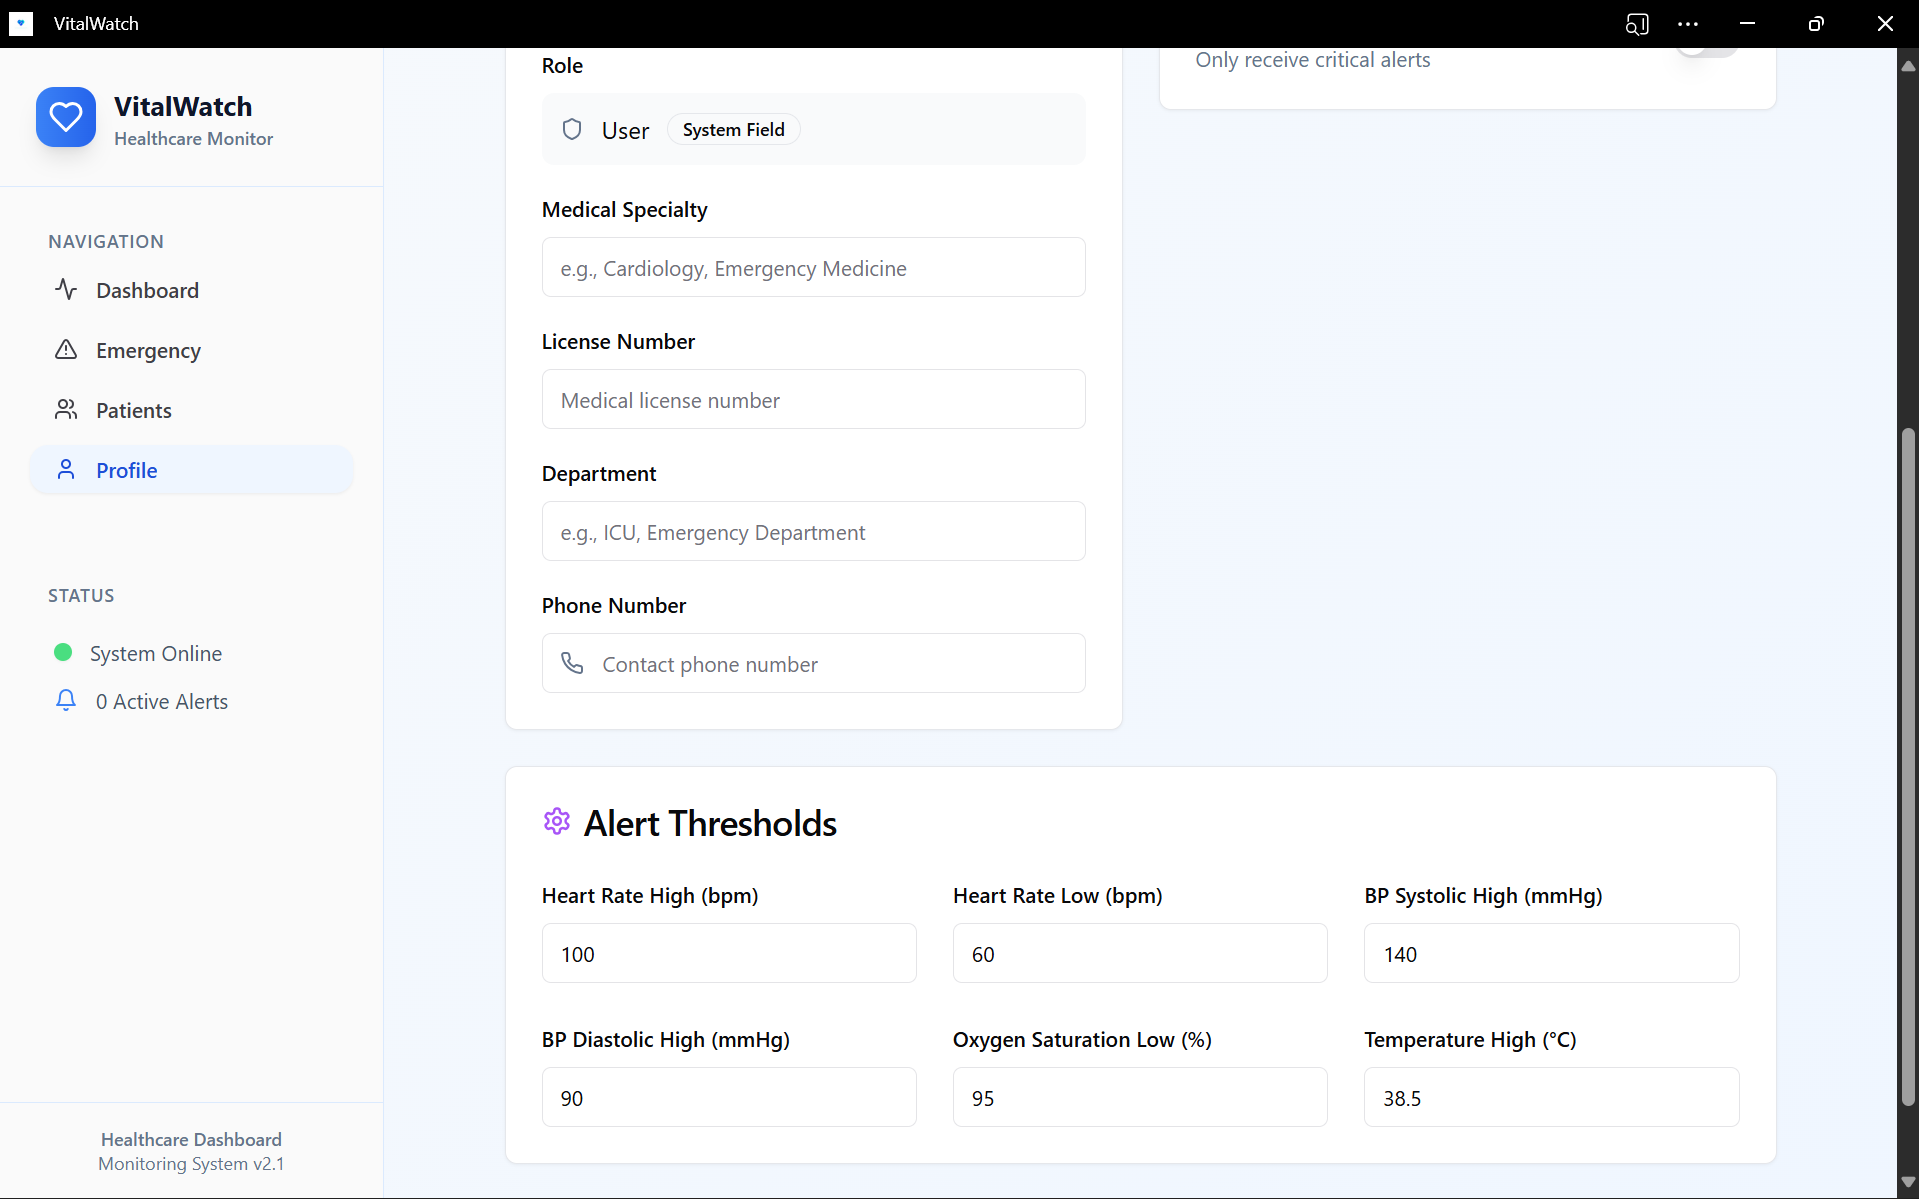 VitalWatch
VitalWatch
Healthcare Monitor
NAVIGATION
Dashboard
Emergency
Patients
Profile
STATUS
System Online
0 Active Alerts
Healthcare Dashboard
Monitoring System v2.1
Role
User System Field
Medical Specialty
e.g., Cardiology, Emergency Medicine
License Number
Medical license number
Department
e.g., ICU, Emergency Department
Phone Number
Contact phone number
Only receive critical alerts
Alert Thresholds
Heart Rate High (bpm)
100
Heart Rate Low (bpm)
60
BP Systolic High (mmHg)
140
BP Diastolic High (mmHg)
90
Oxygen Saturation Low (%)
95
Temperature High (°C)
38.5